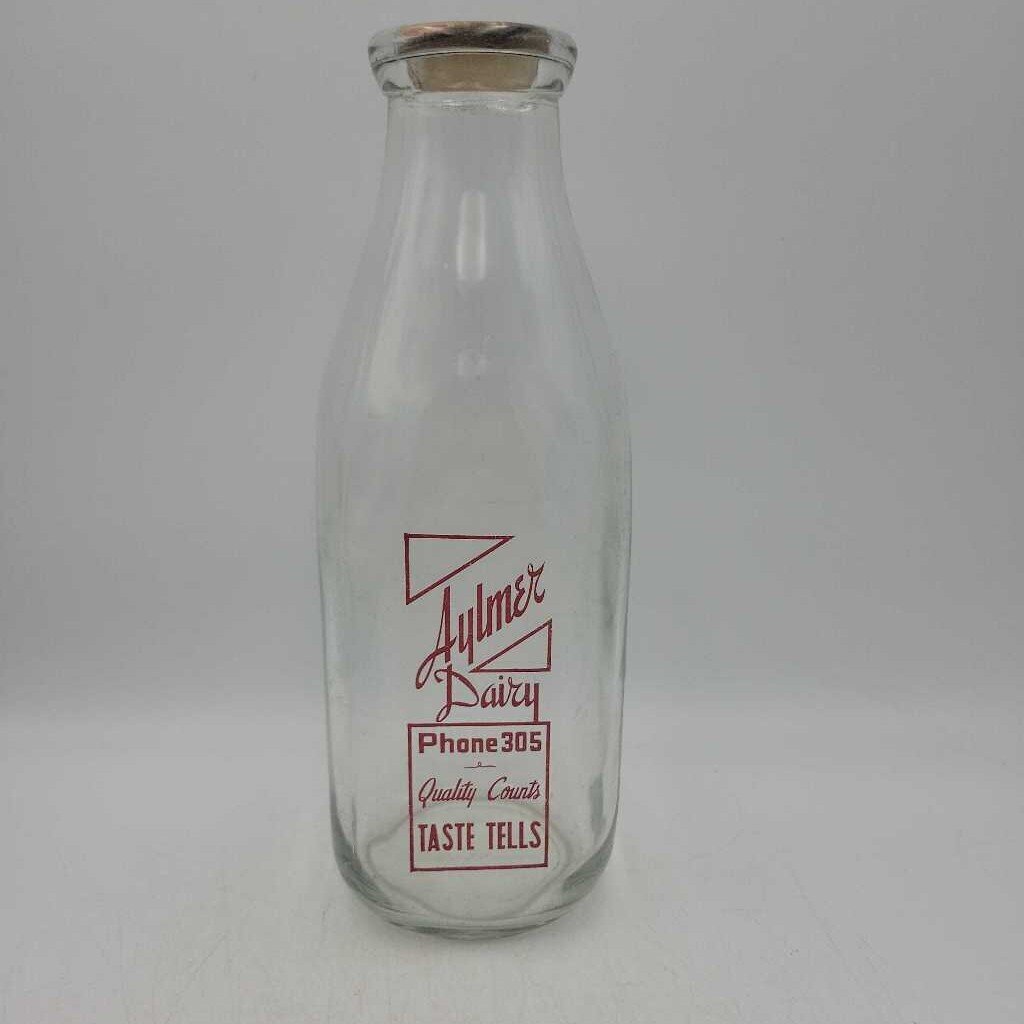 Aylmer
Dairy
Phone 305
Quality Counts
TASTE TELLS